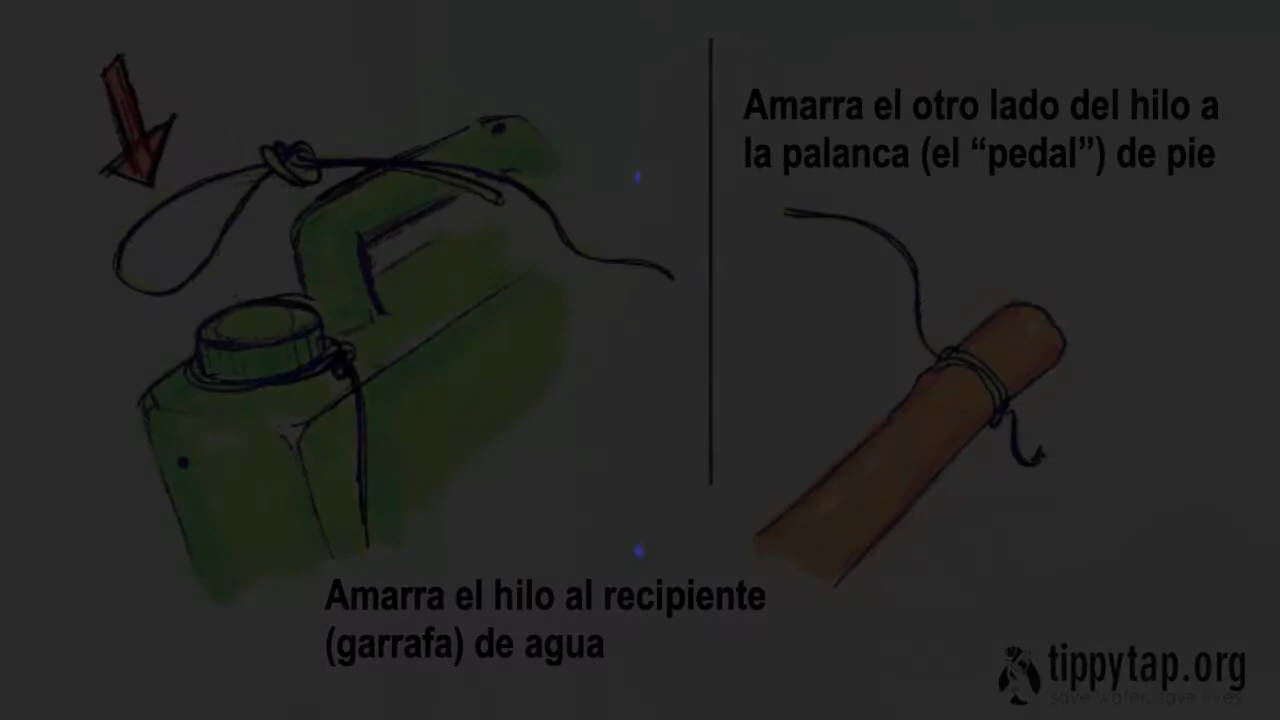 Amarra el hilo al recipiente
(garrafa) de agua
Amarra el otro lado del hilo a
la palanca (el “pedal”) de pie
tippytap.org
save water. save lives.